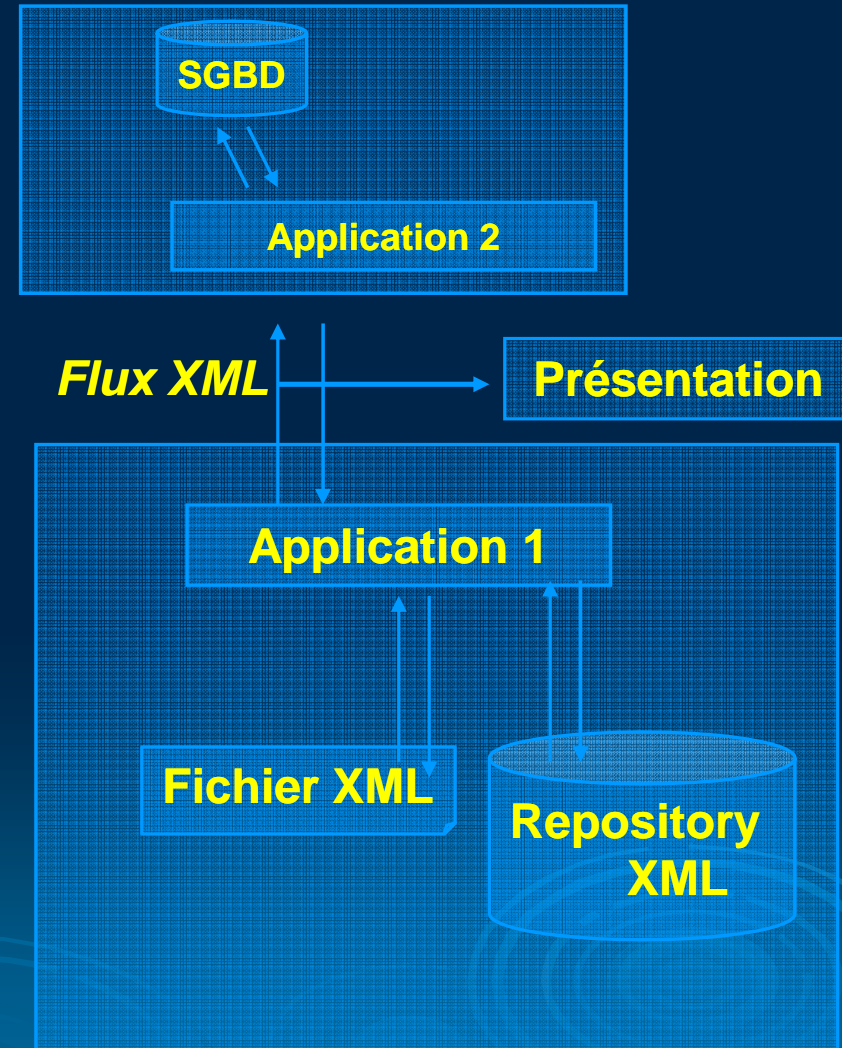 SGBD
Application 2
Flux XML
Présentation
Application 1
Fichier XML
Repository
XML